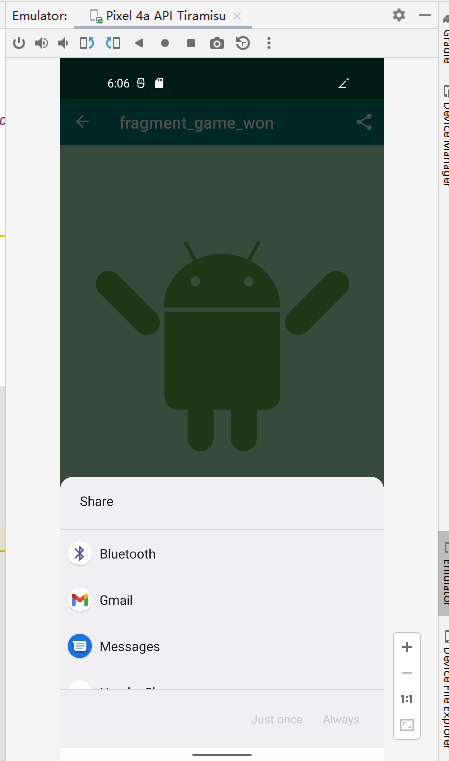 Emulator: Pixel 4a API Tiramisu
Gradle
Device Manager
6:06
fragment_game_won
Share
Bluetooth
Gmail
Messages
Just once Always
1:1
Emulator
Device File Explorer